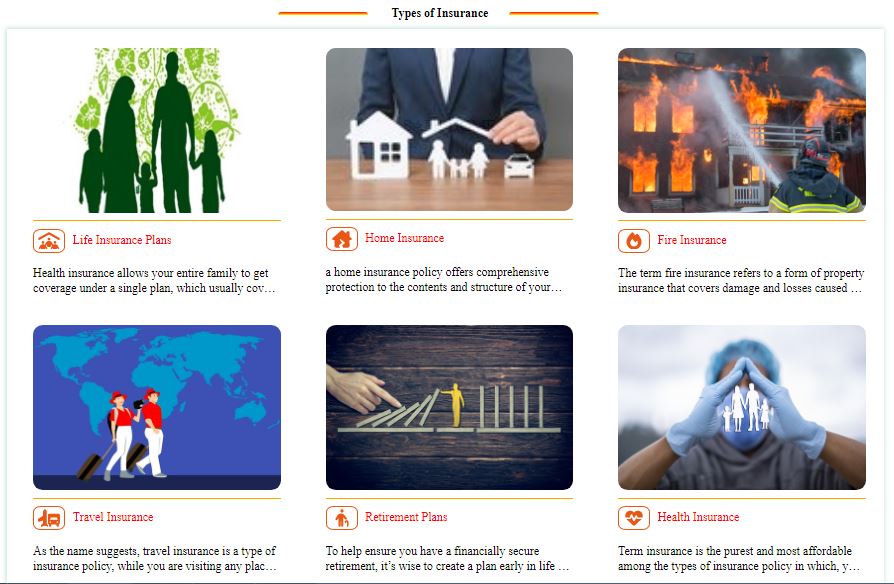 Types of Insurance
Life Insurance Plans
Health insurance allows your entire family to get
coverage under a single plan, which usually cov…
Home Insurance
a home insurance policy offers comprehensive
protection to the contents and structure of your…
Fire Insurance
The term fire insurance refers to a form of property
insurance that covers damage and losses caused …
Travel Insurance
As the name suggests, travel insurance is a type of
insurance policy, while you are visiting any plac…
Retirement Plans
To help ensure you have a financially secure
retirement, it’s wise to create a plan early in life …
Health Insurance
Term insurance is the purest and most affordable
among the types of insurance policy in which, y…